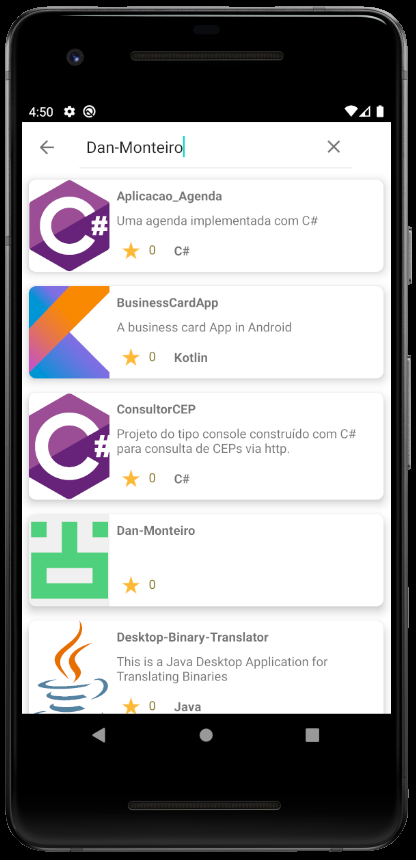 4:50
Dan-Monteiro
Aplicacao_Agenda
Uma agenda implementada com C#
0 C#
BusinessCardApp
A business card App in Android
0 Kotlin
ConsultorCEP
Projeto do tipo console construído com C#
para consulta de CEPs via http.
0 C#
Dan-Monteiro
0
Desktop-Binary-Translator
This is a Java Desktop Application for
Translating Binaries
0 Java